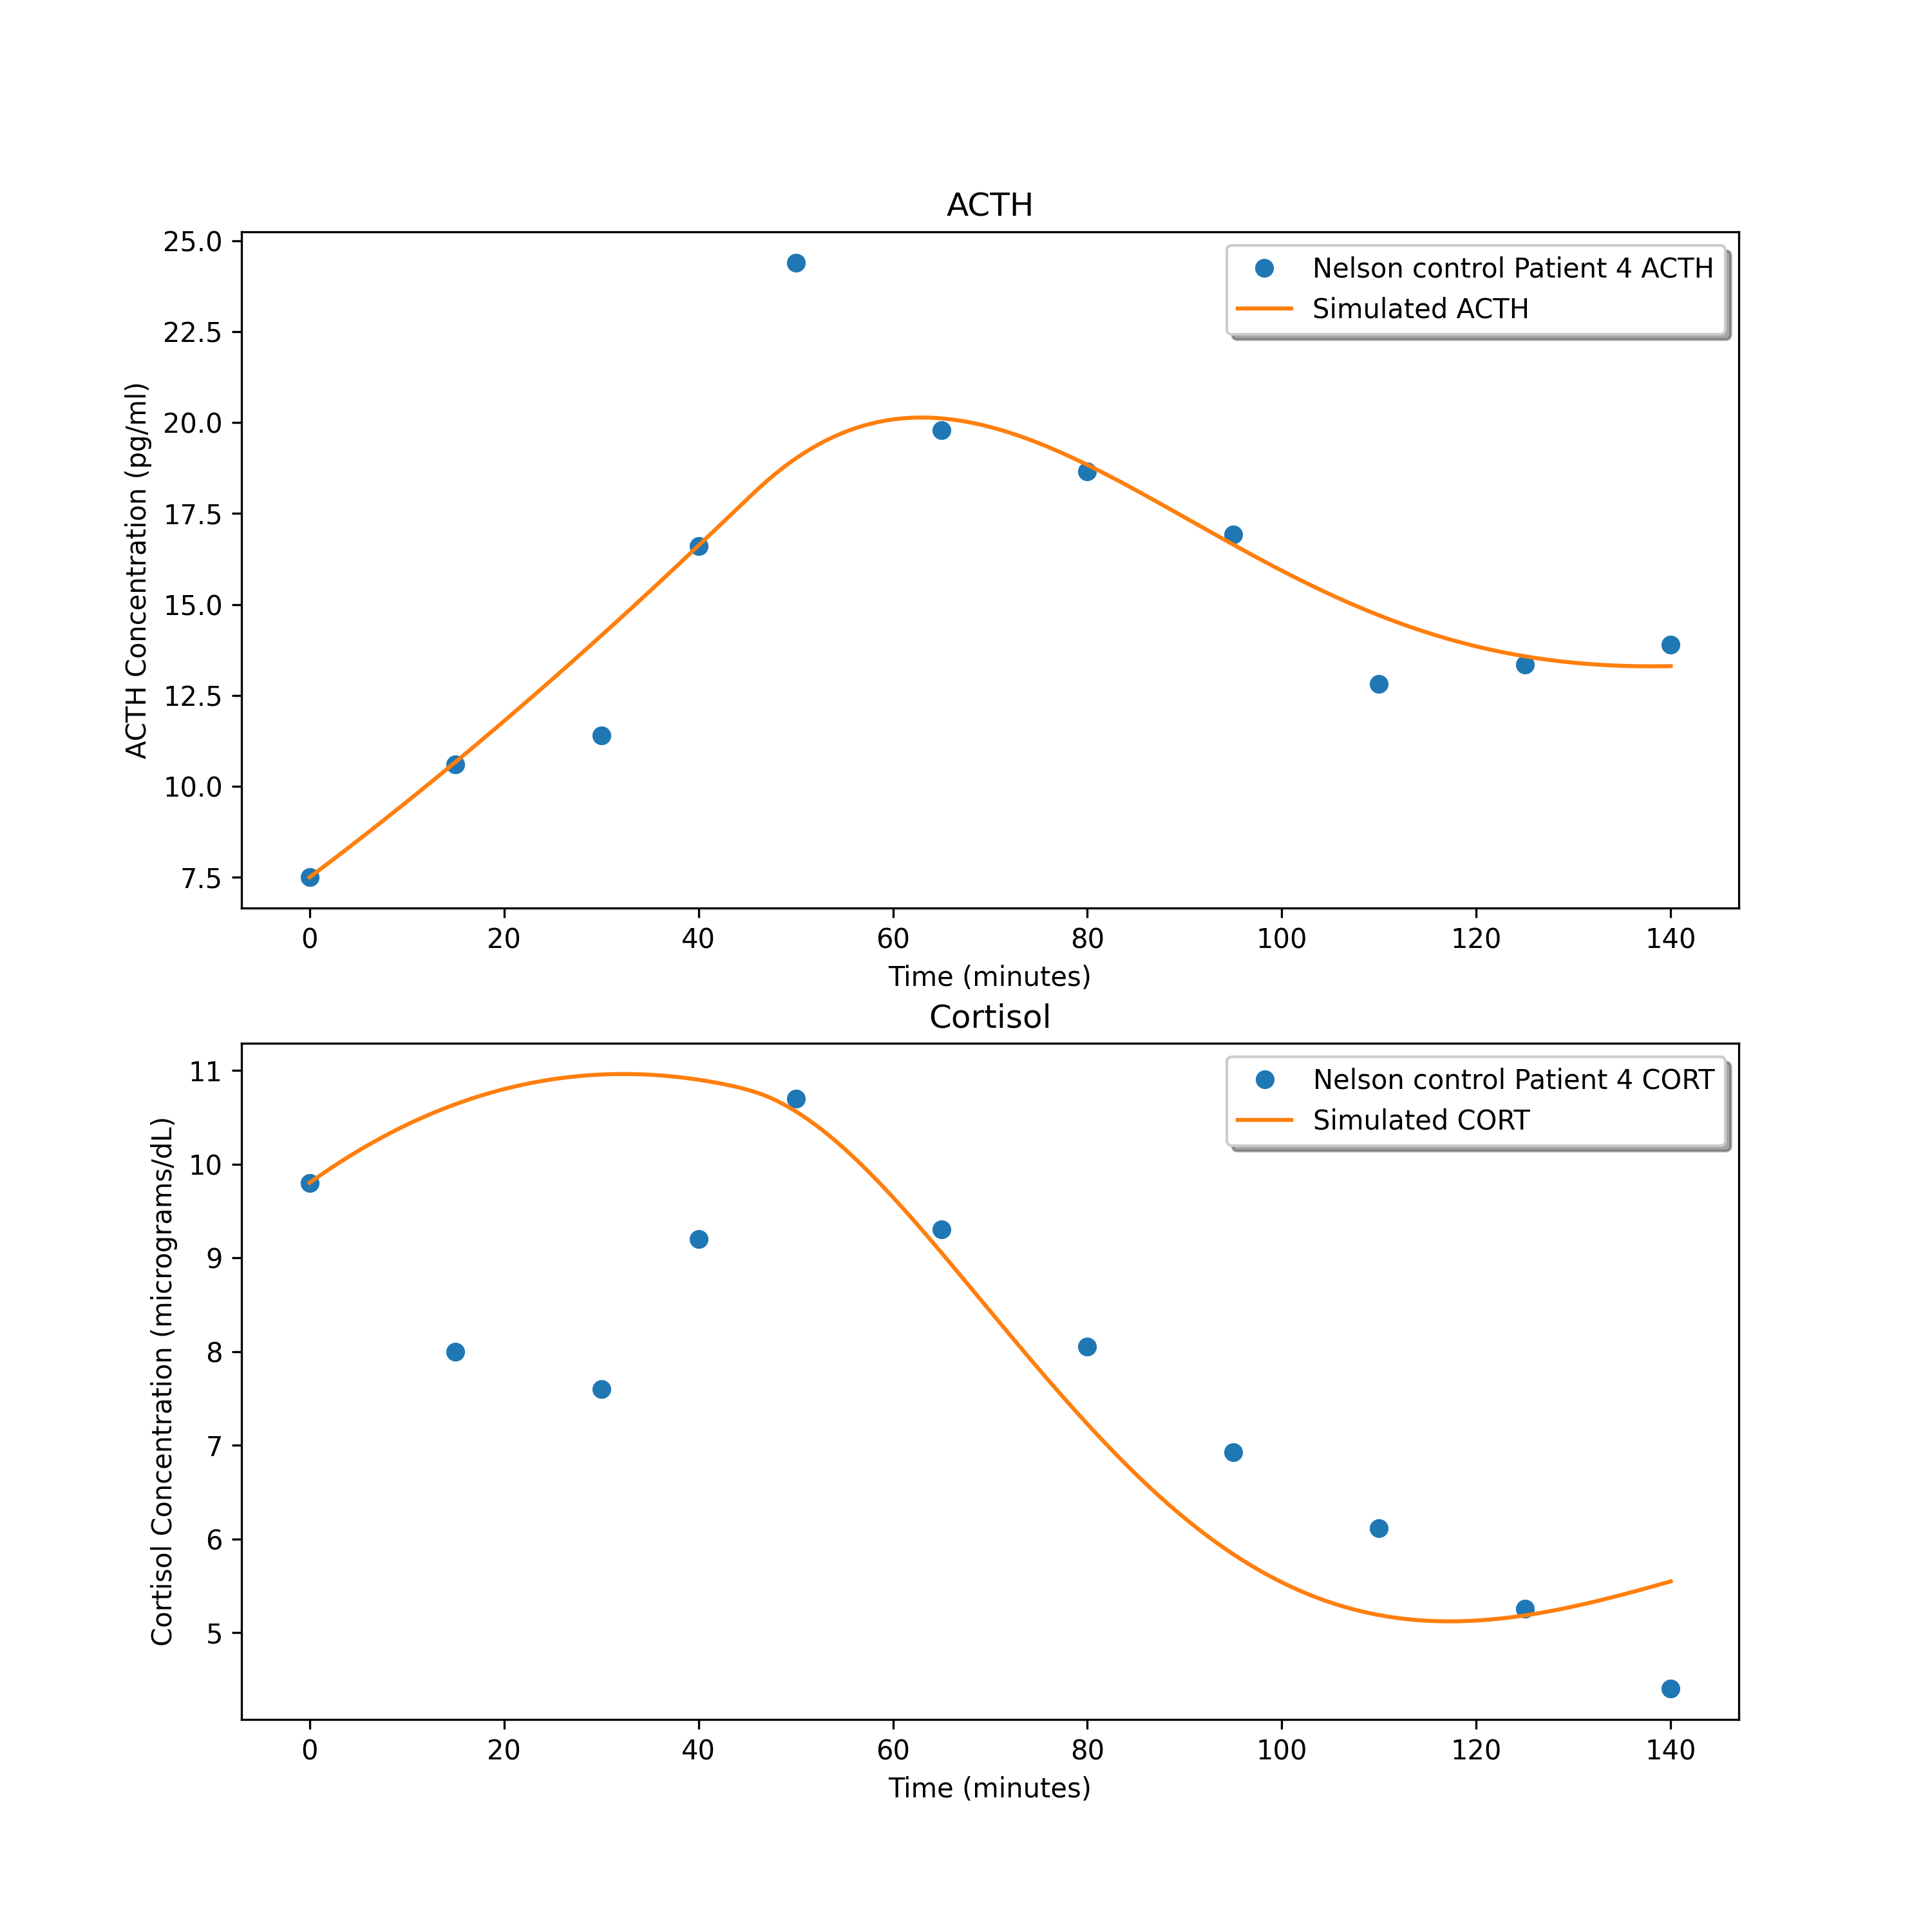 ACTH
25.0
22.5
20.0
17.5
15.0
12.5
10.0
7.5
ACTH Concentration (pg/ml)
Nelson control Patient 4 ACTH
Simulated ACTH
0 20 40 60 80 100 120 140
Time (minutes)
Cortisol
11
10
9
8
7
6
5
Cortisol Concentration (micrograms/dL)
Nelson control Patient 4 CORT
Simulated CORT
0 20 40 60 80 100 120 140
Time (minutes)